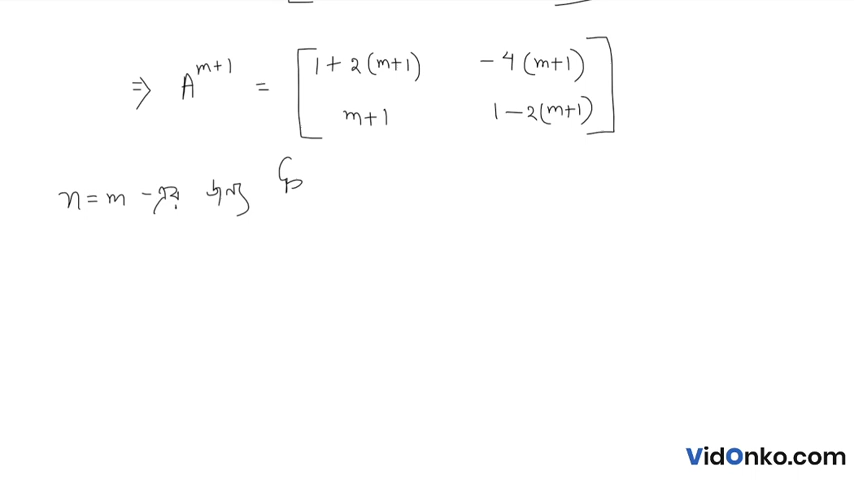 ⇒ A^{m+1} = [ 1 + 2(m+1)   -4(m+1)
m+1   1-2(m+1) ]
n = m -এর জন্য
VidOnko.com